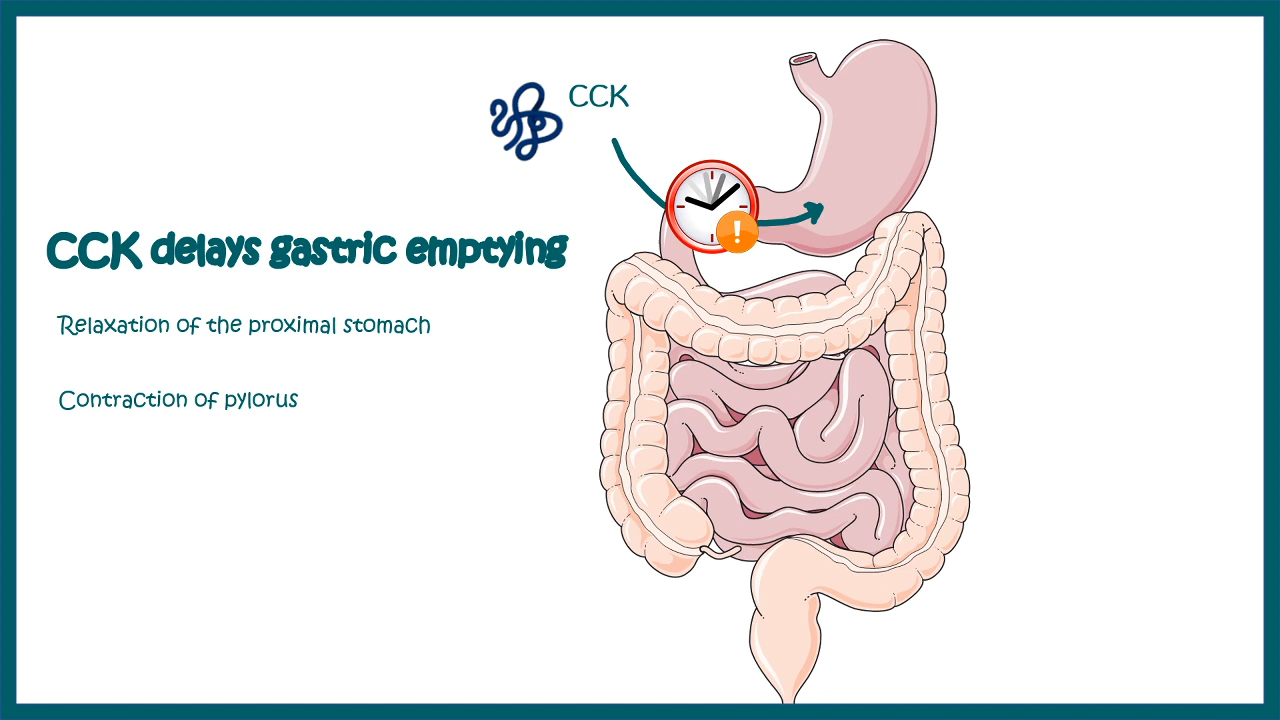 CCK
CCK delays gastric emptying
Relaxation of the proximal stomach
Contraction of pylorus
!